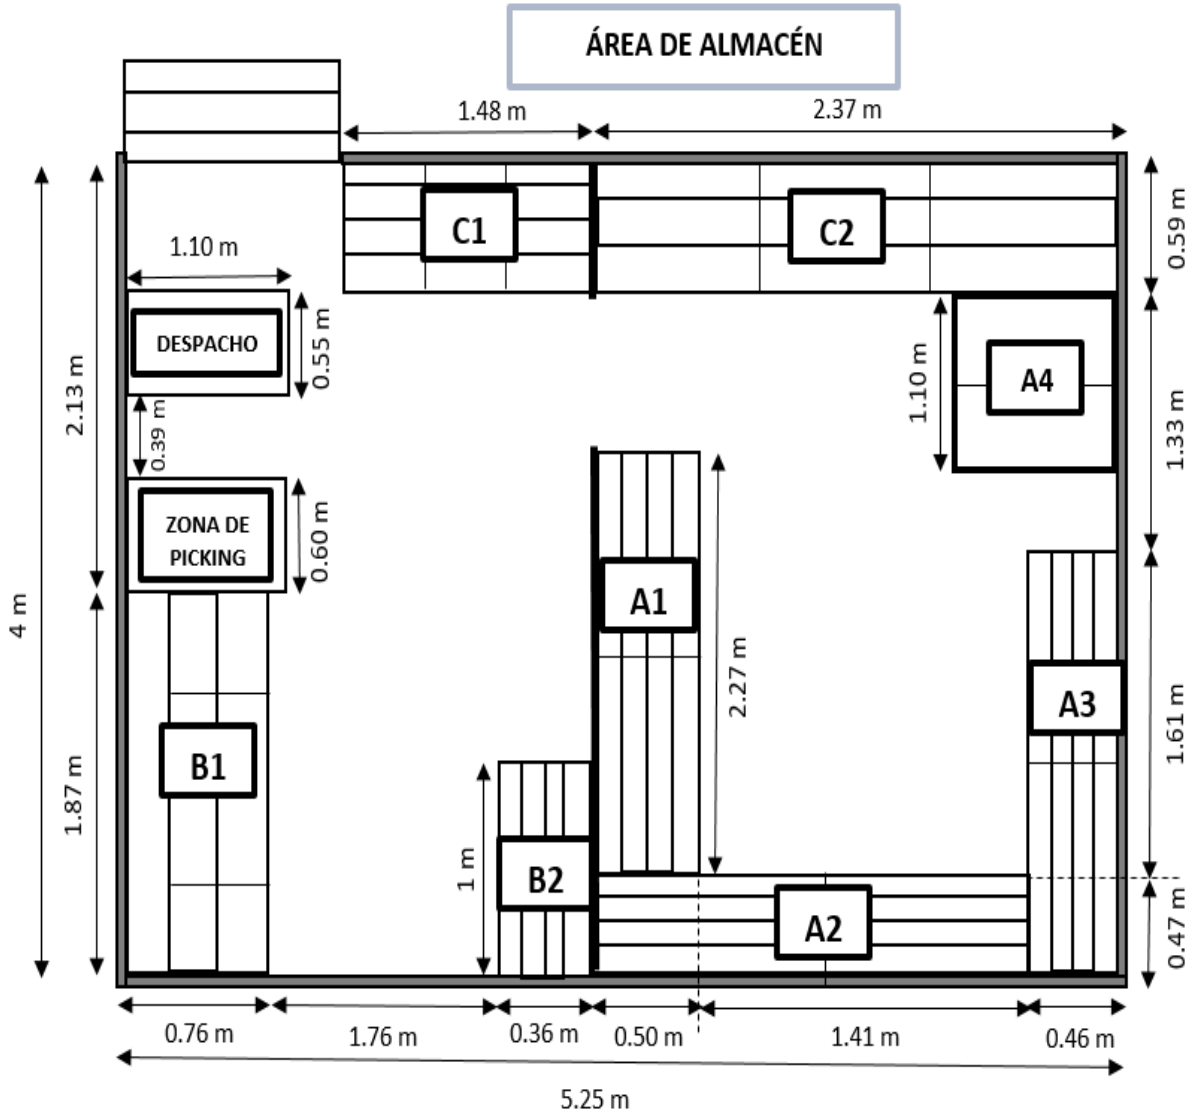 ÁREA DE ALMACÉN
1.48 m
2.37 m
C1
C2
0.59 m
1.10 m
DESPACHO
0.55 m
2.13 m
0.39 m
1.10 m
A4
1.33 m
ZONA DE
PICKING
0.60 m
4 m
A1
2.27 m
A3
1.61 m
B1
1.87 m
1 m
B2
A2
0.47 m
0.76 m
1.76 m
0.36 m
0.50 m
1.41 m
0.46 m
5.25 m